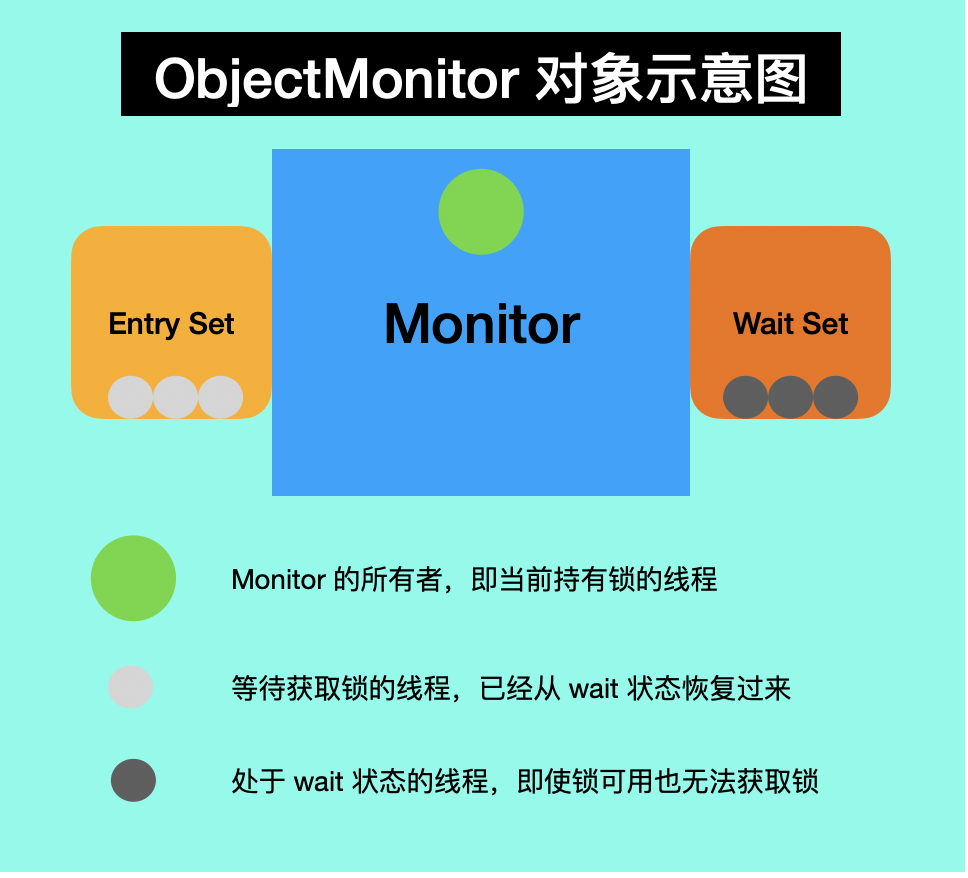 ObjectMonitor 对象示意图
Entry Set
Monitor
Wait Set
Monitor 的所有者，即当前持有锁的线程
等待获取锁的线程，已经从 wait 状态恢复过来
处于 wait 状态的线程，即使锁可用也无法获取锁